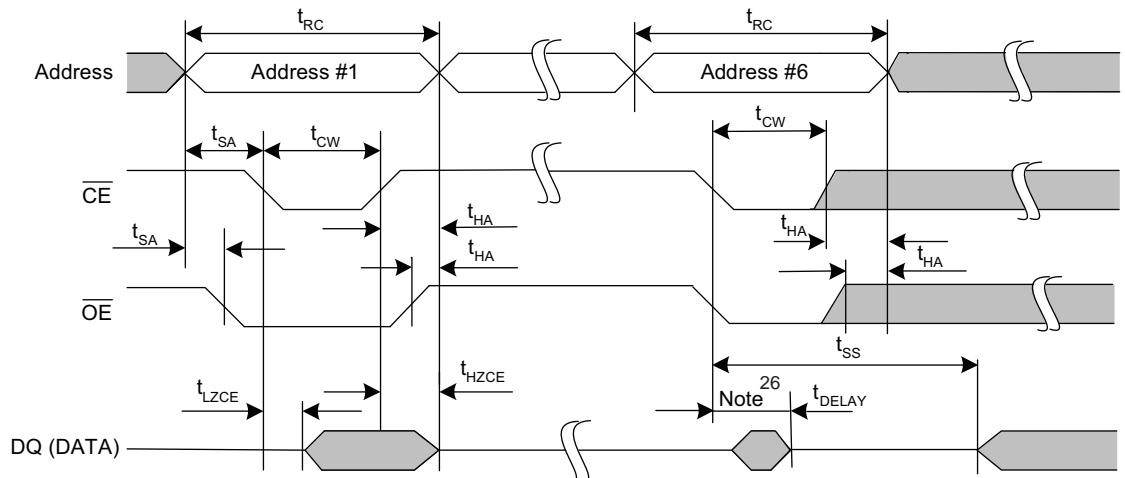 tRC
tRC
Address
Address #1
Address #6
tSA
tCW
tCW
CE
tSA
tHA
tHA
tHA
tHA
OE
tSS
tLZCE
tHZCE
Note 26
tDELAY
DQ (DATA)